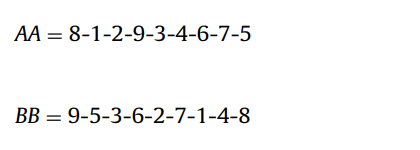 AA = 8-1-2-9-3-4-6-7-5
BB = 9-5-3-6-2-7-1-4-8